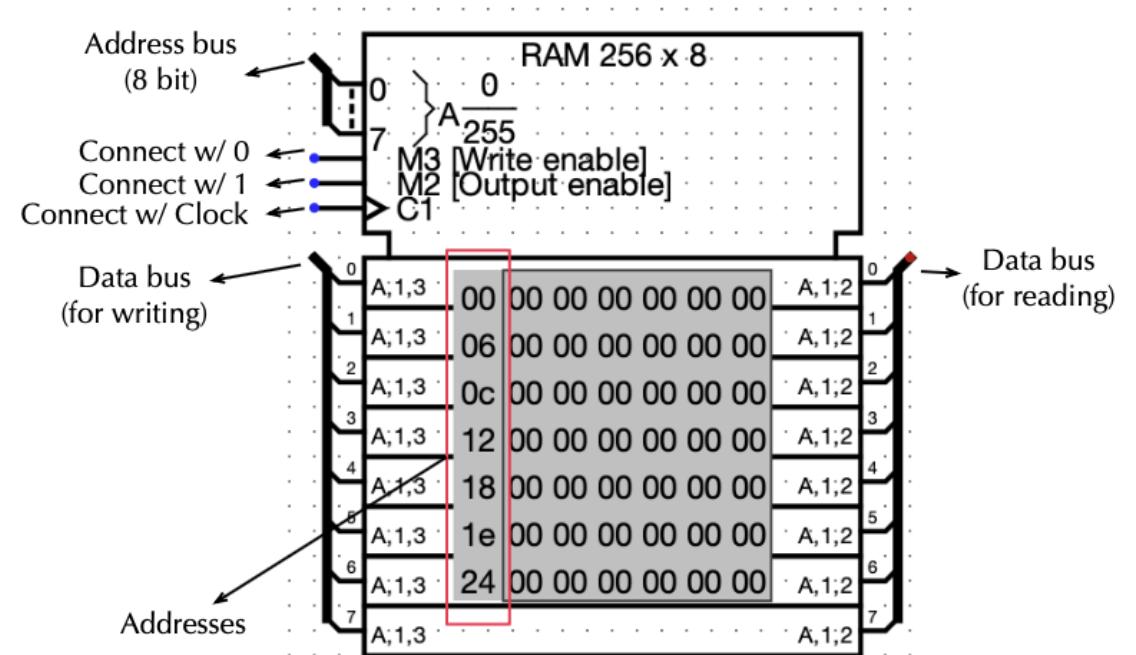 Address bus
(8 bit)
RAM 256 x 8
0
7
A 0
255
Connect w/ 0
M3 [Write enable]
Connect w/ 1
M2 [Output enable]
Connect w/ Clock
C1
Data bus
(for writing)
Data bus
(for reading)
0 A,1,3 00 00 00 00 00 00 00 A,1,2 0
1 A,1,3 06 00 00 00 00 00 00 A,1,2 1
2 A,1,3 0c 00 00 00 00 00 00 A,1,2 2
3 A,1,3 12 00 00 00 00 00 00 A,1,2 3
4 A,1,3 18 00 00 00 00 00 00 A,1,2 4
5 A,1,3 1e 00 00 00 00 00 00 A,1,2 5
6 A,1,3 24 00 00 00 00 00 00 A,1,2 6
7 A,1,3 A,1,2 7
Addresses